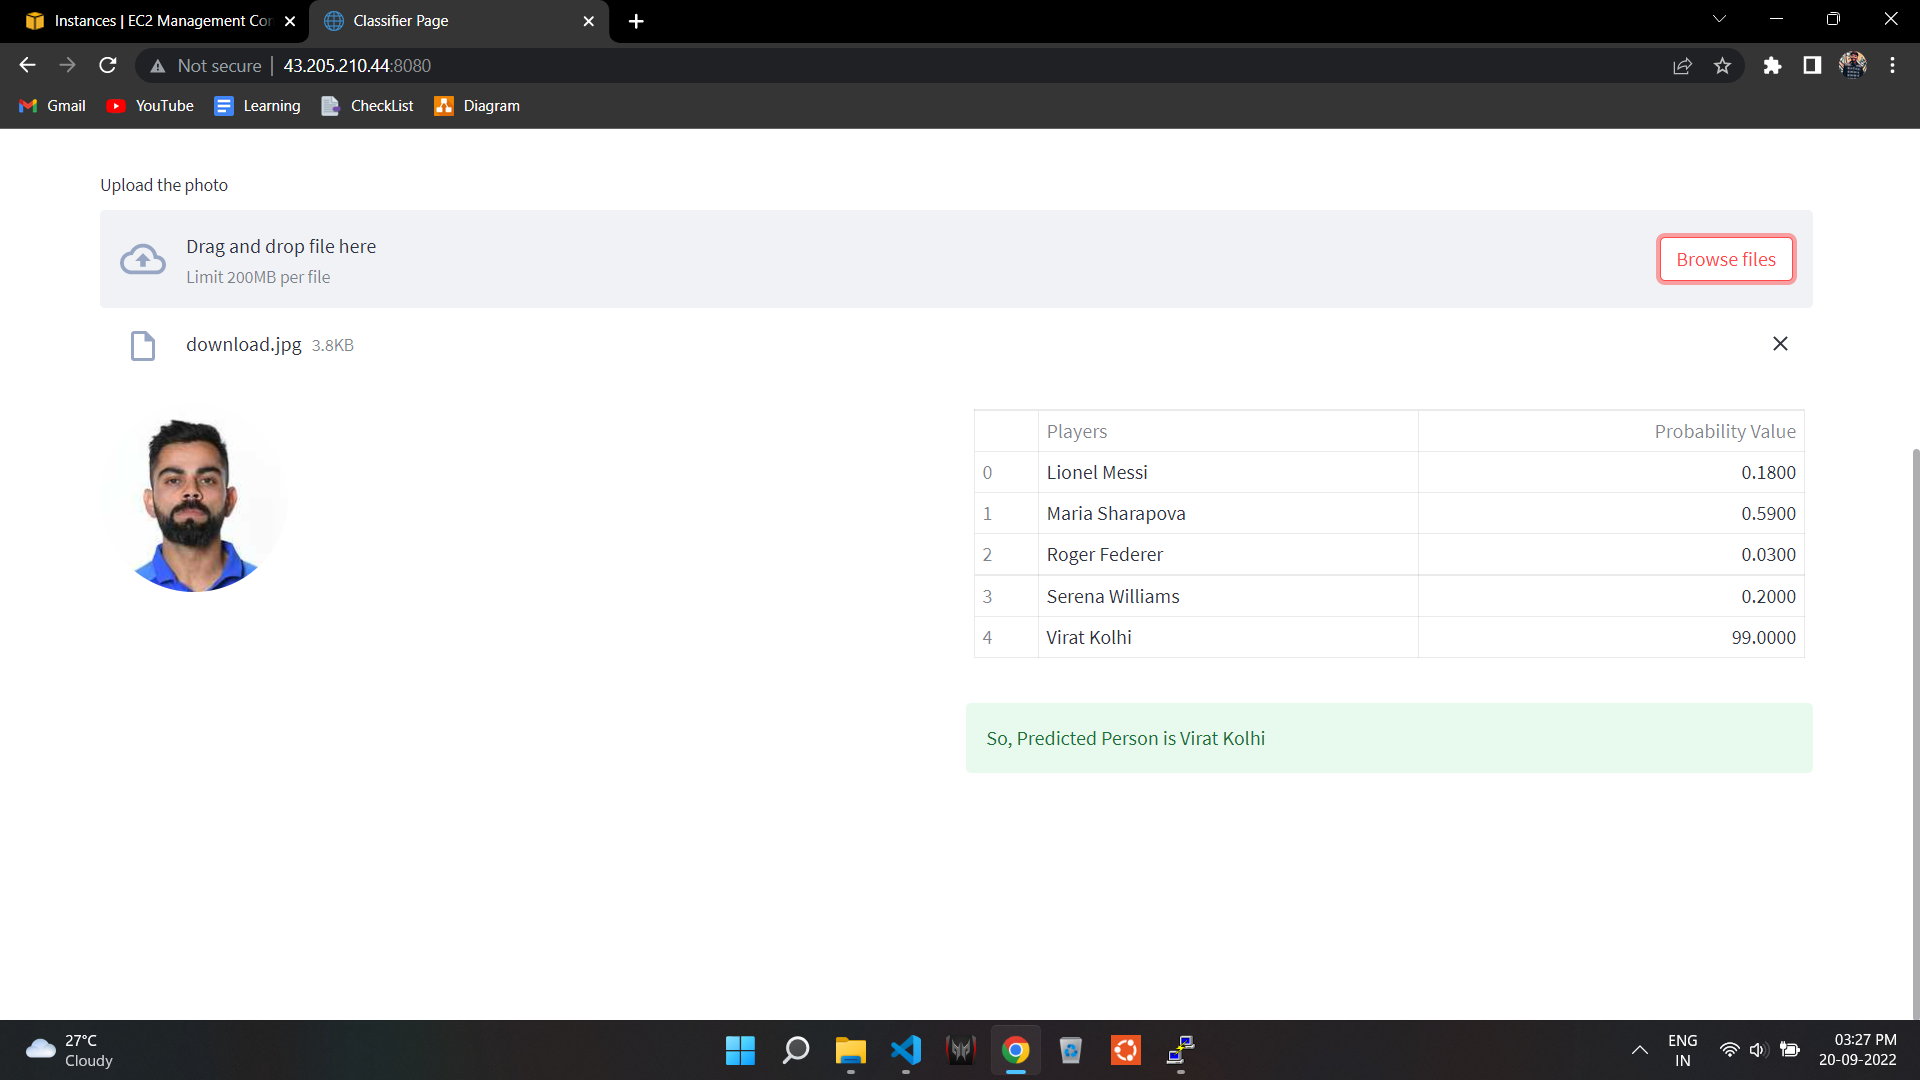 Instances | EC2 Management Con
Classifier Page
Not secure | 43.205.210.44:8080
Gmail YouTube Learning CheckList Diagram
Upload the photo
Drag and drop file here
Limit 200MB per file
Browse files
download.jpg 3.8KB
Players Probability Value
0 Lionel Messi 0.1800
1 Maria Sharapova 0.5900
2 Roger Federer 0.0300
3 Serena Williams 0.2000
4 Virat Kolhi 99.0000
So, Predicted Person is Virat Kolhi
27°C
Cloudy
ENG
IN
03:27 PM
20-09-2022